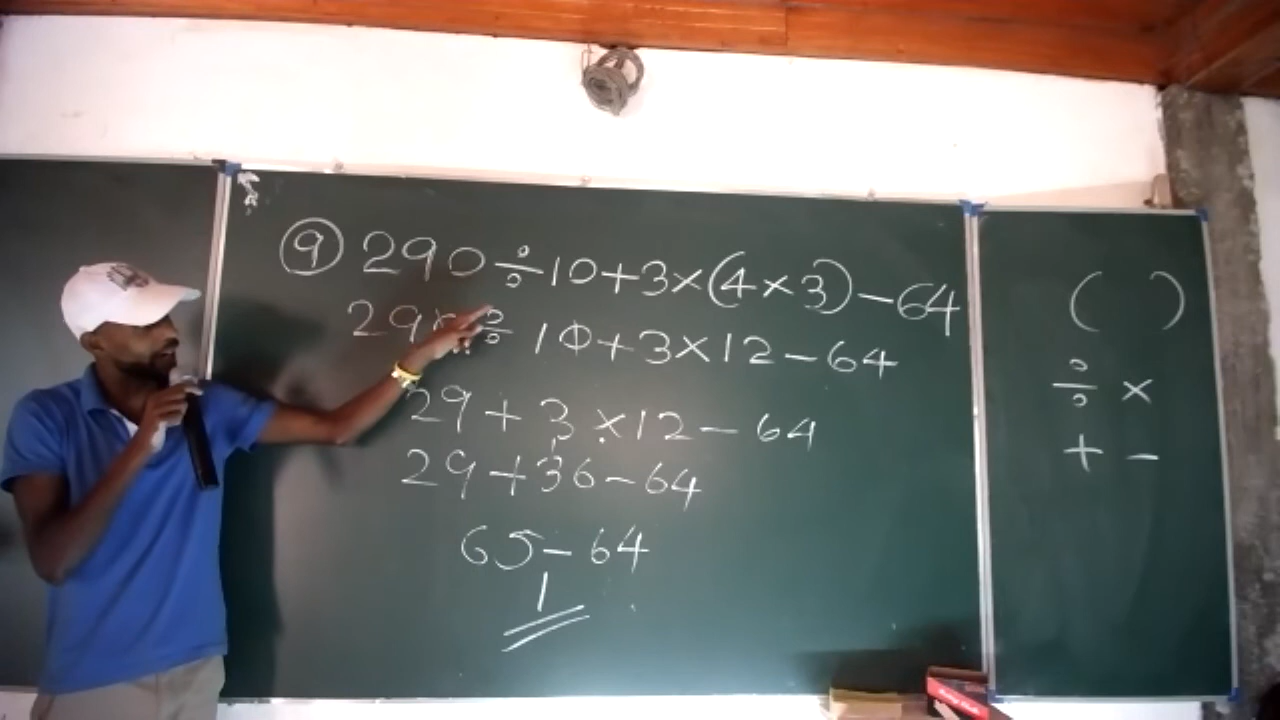 ⑨ 290 ÷ 10 + 3 × (4 × 3) – 64
290 ÷ 10 + 3 × 12 – 64
29 + 3 × 12 – 64
29 + 36 – 64
65 – 64
1
( )
÷ ×
+ –